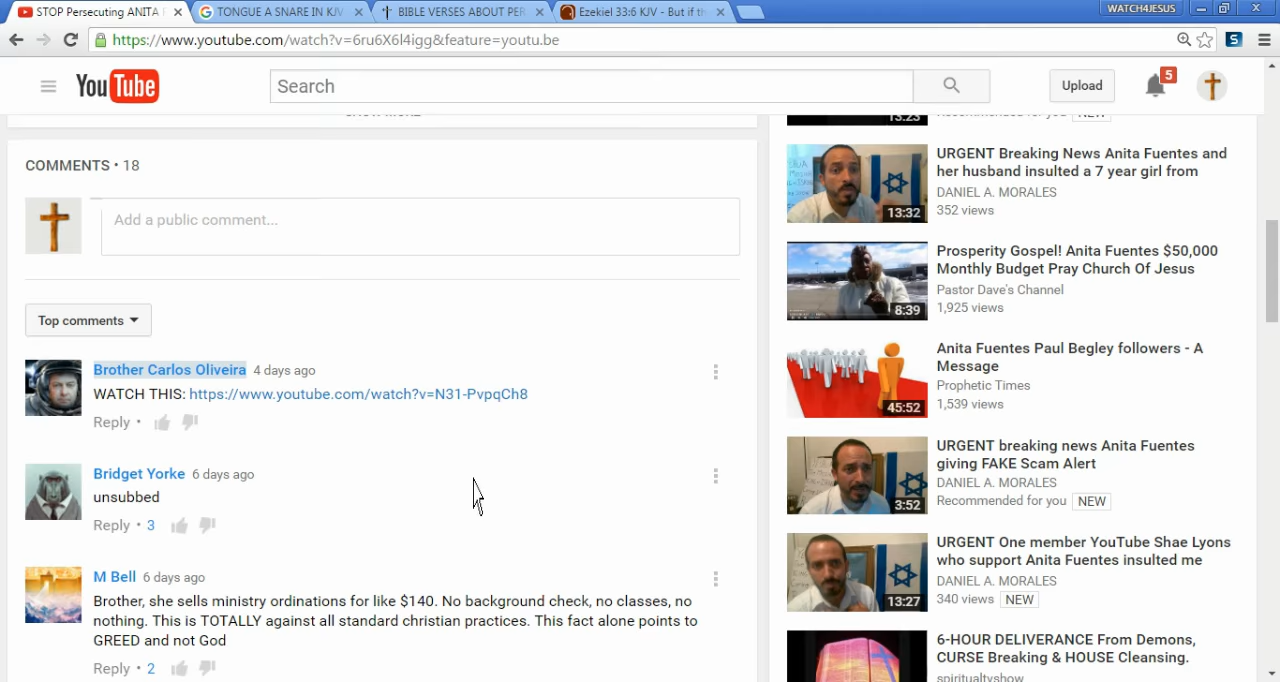 STOP Persecuting ANITA
TONGUE A SNARE IN KJV
BIBLE VERSES ABOUT PER
Ezekiel 33:6 KJV - But if th
WATCH4JESUS
https://www.youtube.com/watch?v=6ru6X6l4igg&feature=youtu.be
S
YouTube
Search
Upload
5
13:23
Recommended for you NEW
SHOW MORE
COMMENTS • 18
Add a public comment...
Top comments
Brother Carlos Oliveira 4 days ago
WATCH THIS: https://www.youtube.com/watch?v=N31-PvpqCh8
Reply •
Bridget Yorke 6 days ago
unsubbed
Reply • 3
M Bell 6 days ago
Brother, she sells ministry ordinations for like $140. No background check, no classes, no
nothing. This is TOTALLY against all standard christian practices. This fact alone points to
GREED and not God
Reply • 2
13:32
URGENT Breaking News Anita Fuentes and
her husband insulted a 7 year girl from
DANIEL A. MORALES
352 views
8:39
Prosperity Gospel! Anita Fuentes $50,000
Monthly Budget Pray Church Of Jesus
Pastor Dave's Channel
1,925 views
45:52
Anita Fuentes Paul Begley followers - A
Message
Prophetic Times
1,539 views
3:52
URGENT breaking news Anita Fuentes
giving FAKE Scam Alert
DANIEL A. MORALES
Recommended for you NEW
13:27
URGENT One member YouTube Shae Lyons
who support Anita Fuentes insulted me
DANIEL A. MORALES
340 views NEW
6-HOUR DELIVERANCE From Demons,
CURSE Breaking & HOUSE Cleansing.
spiritualtyshow